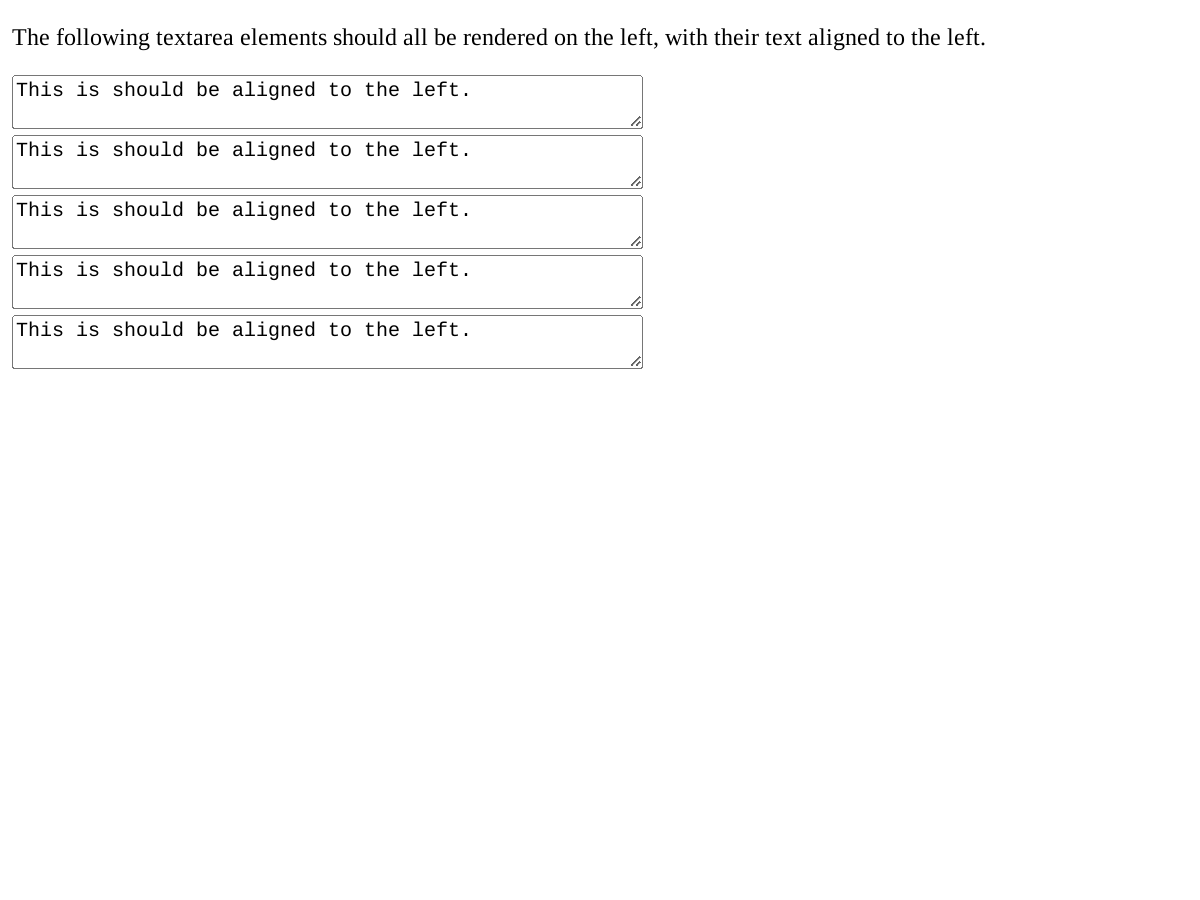 The following textarea elements should all be rendered on the left, with their text aligned to the left.
This is should be aligned to the left.
This is should be aligned to the left.
This is should be aligned to the left.
This is should be aligned to the left.
This is should be aligned to the left.